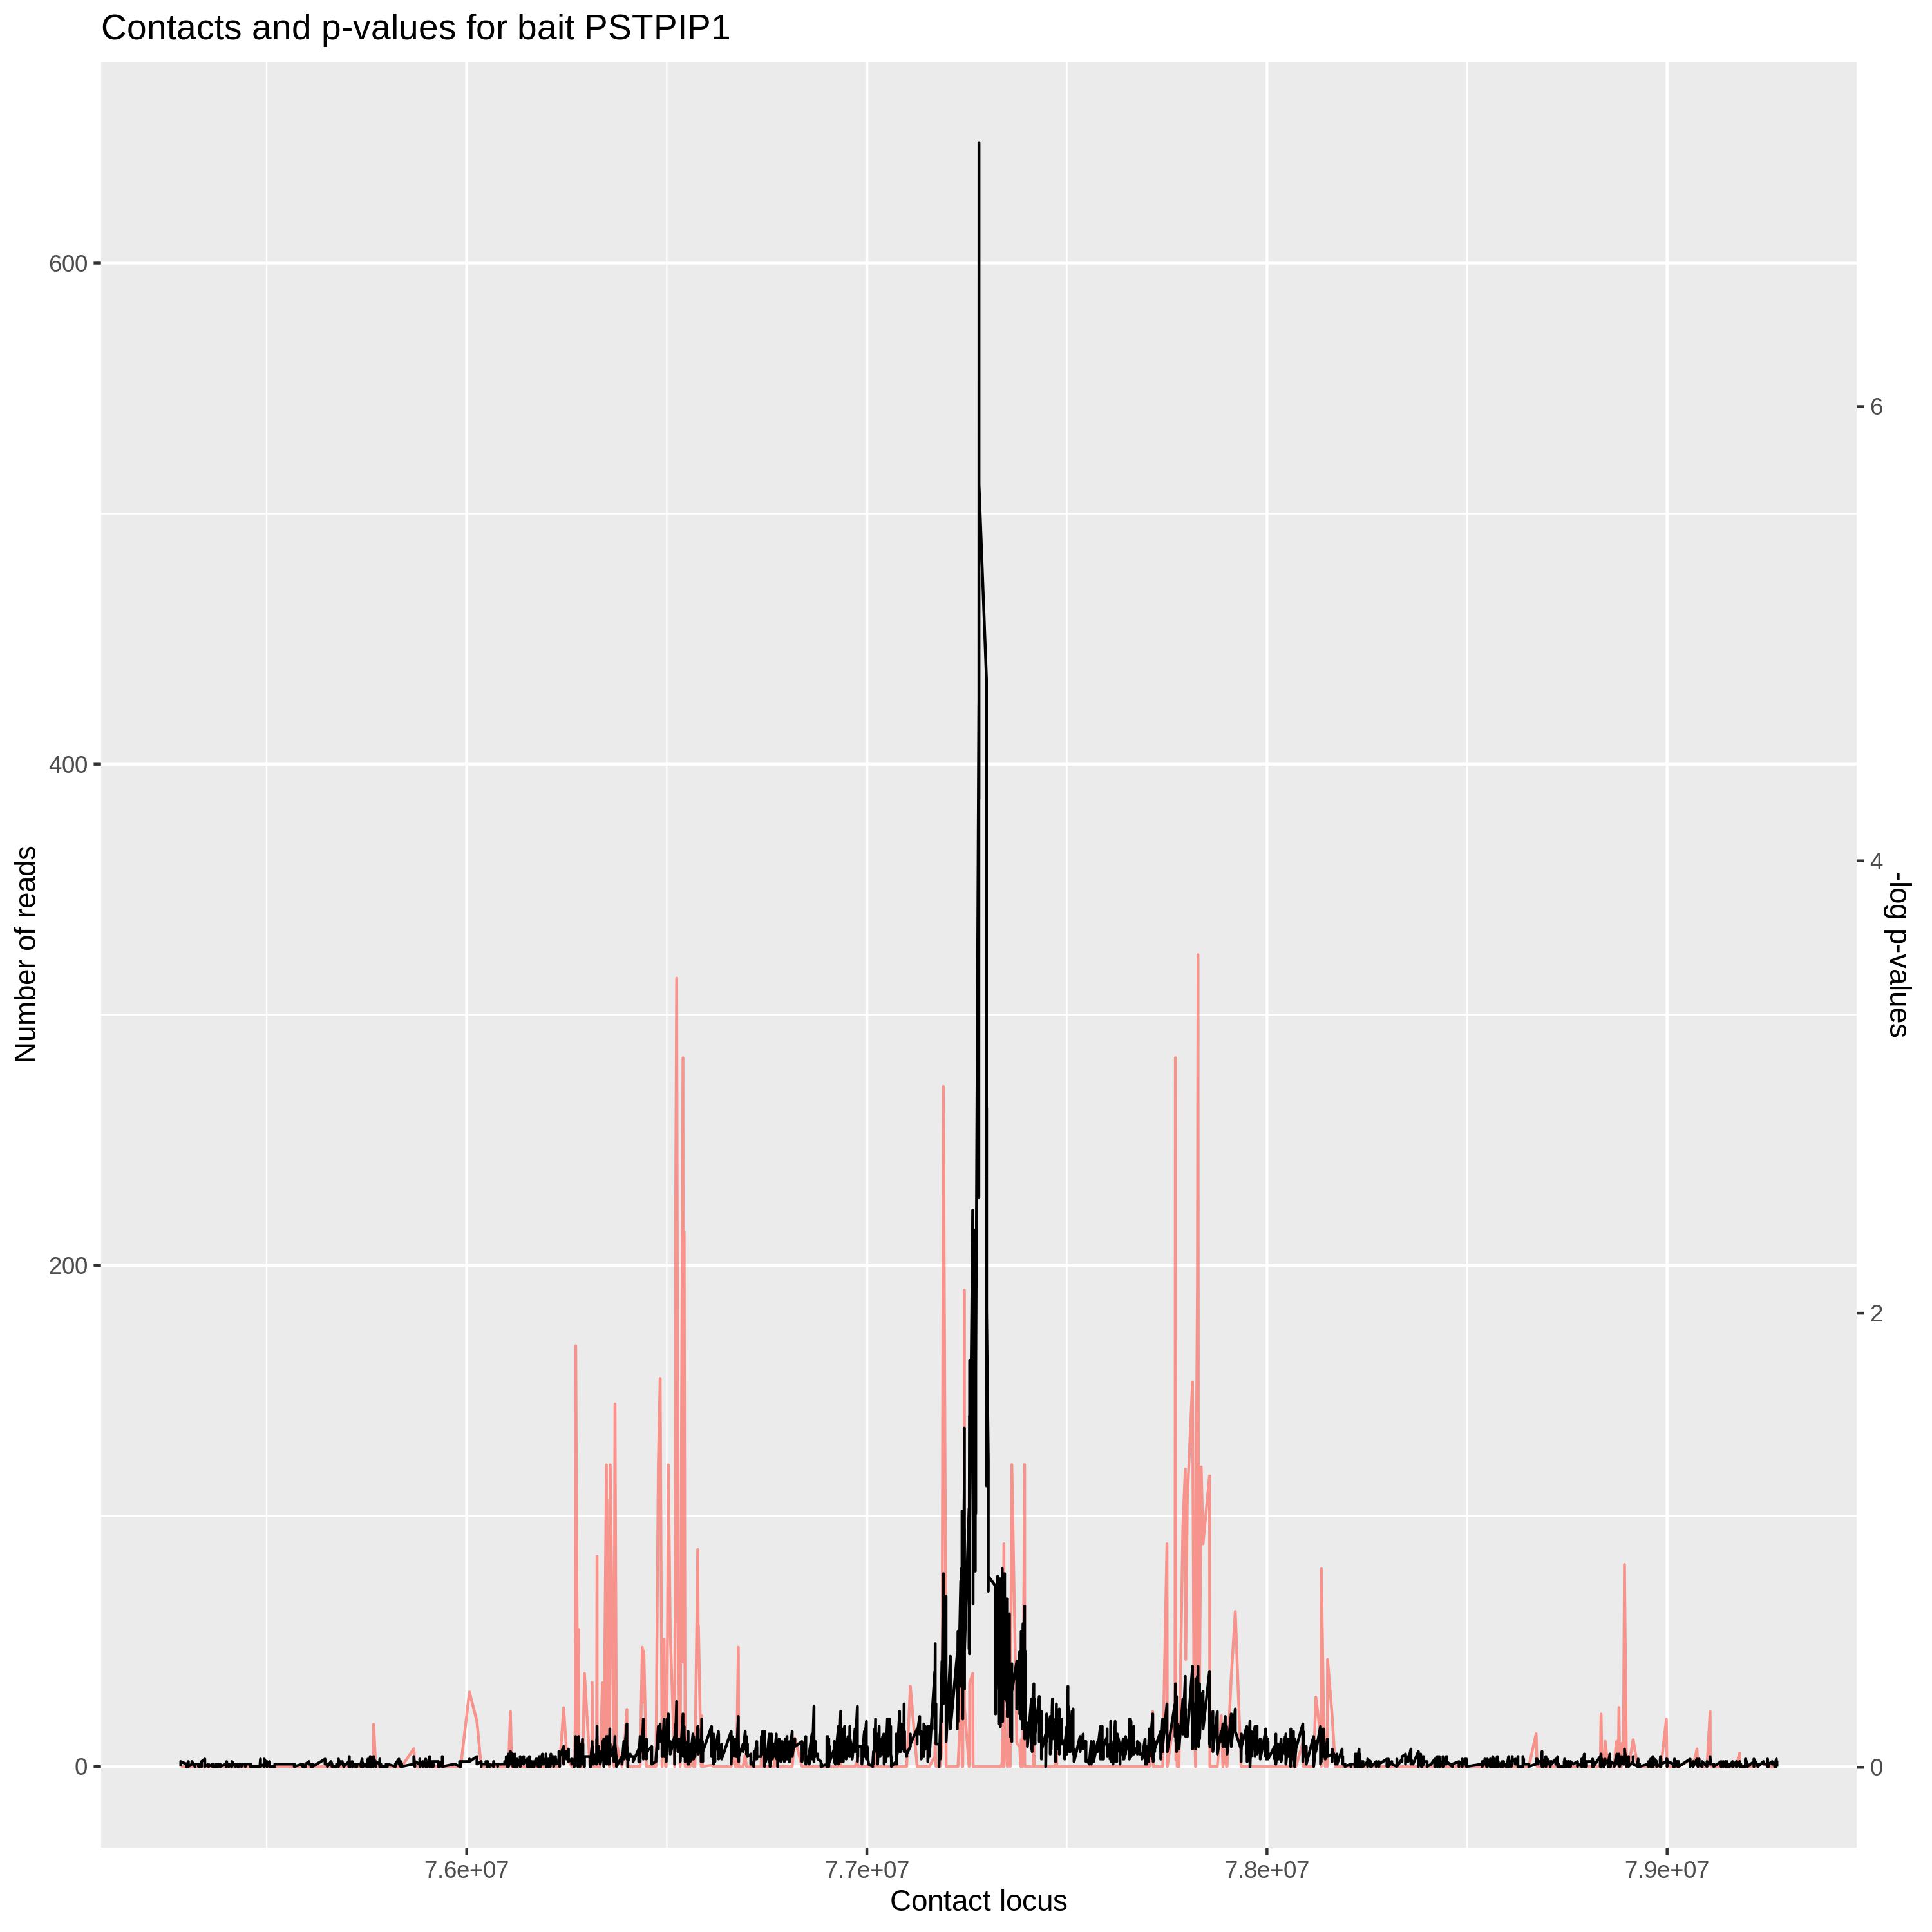 Contacts and p-values for bait PSTPIP1
600
400
200
0
Number of reads
6
4
2
0
-log p-values
7.6e+07 7.7e+07 7.8e+07 7.9e+07
Contact locus